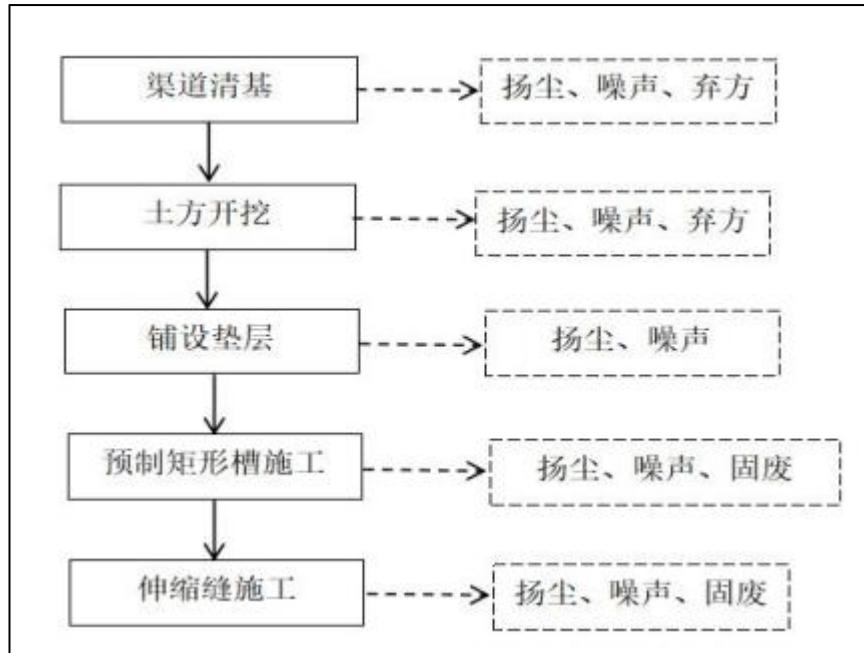 渠道清基
扬尘、噪声、弃方
土方开挖
扬尘、噪声、弃方
铺设垫层
扬尘、噪声
预制矩形槽施工
扬尘、噪声、固废
伸缩缝施工
扬尘、噪声、固废